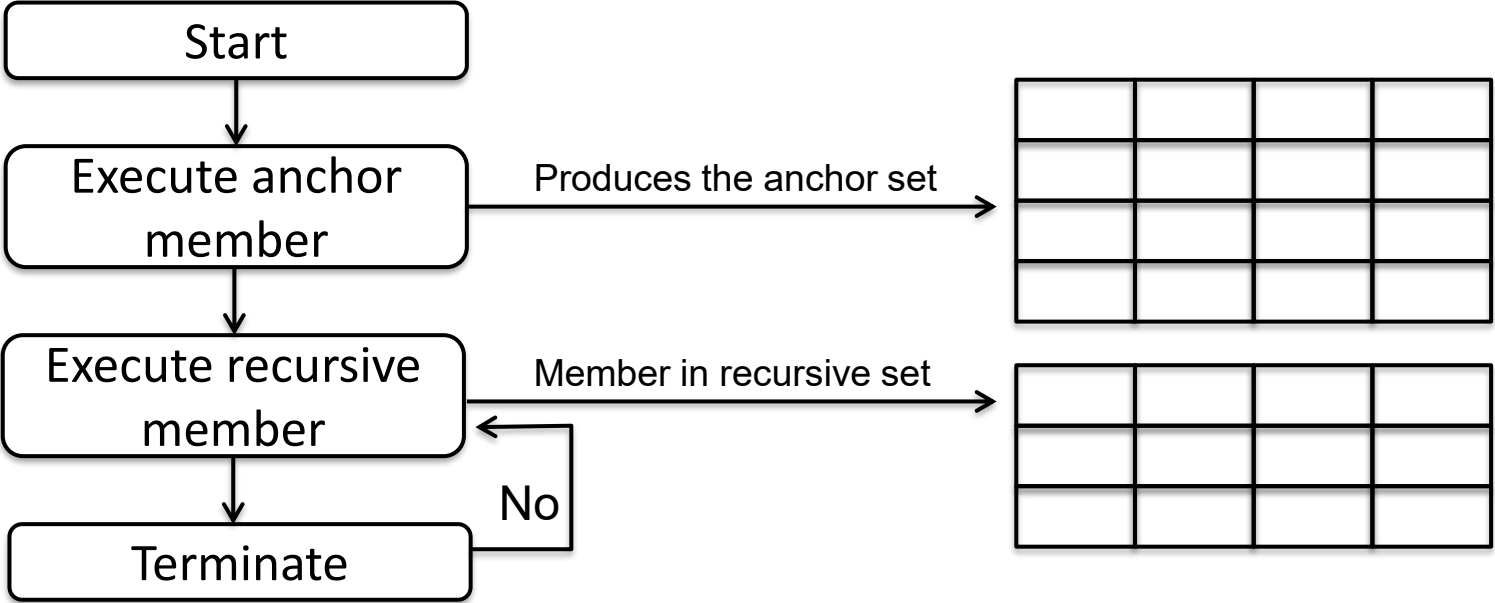 Start
Execute anchor
member
Produces the anchor set
Execute recursive
member
Member in recursive set
No
Terminate